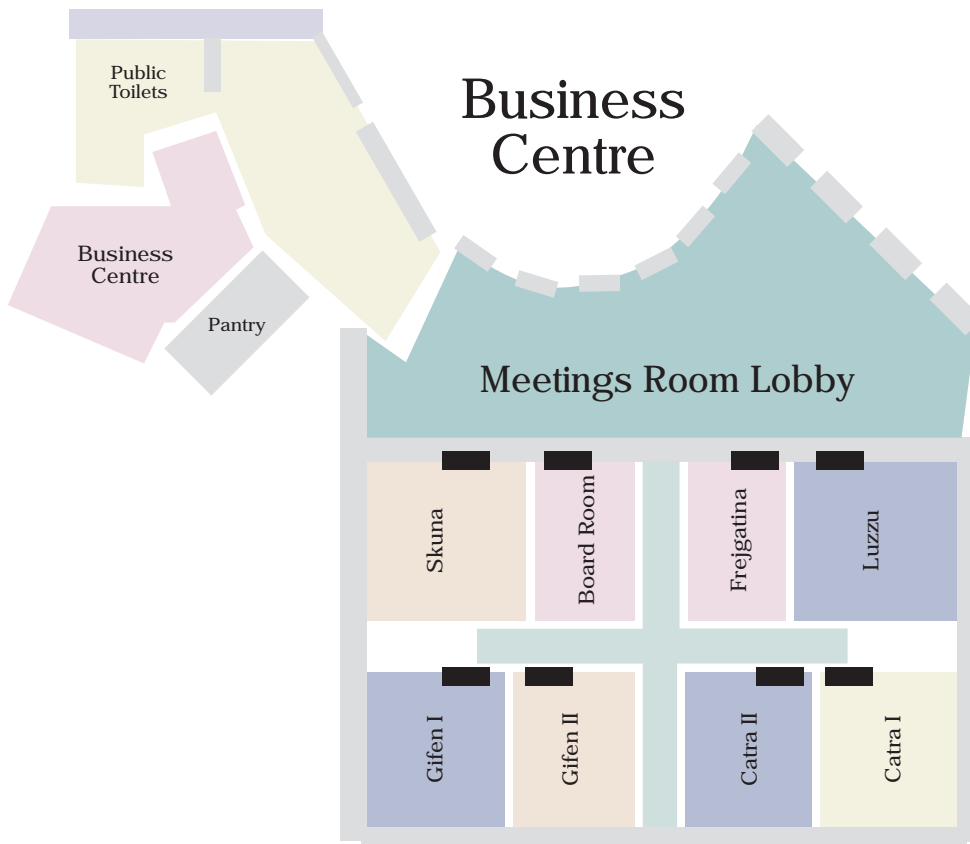 Public
Toilets
Business
Centre
Business
Centre
Pantry
Meetings Room Lobby
Skuna
Board Room
Frejgatina
Luzzu
Gifen I
Gifen II
Catra II
Catra I